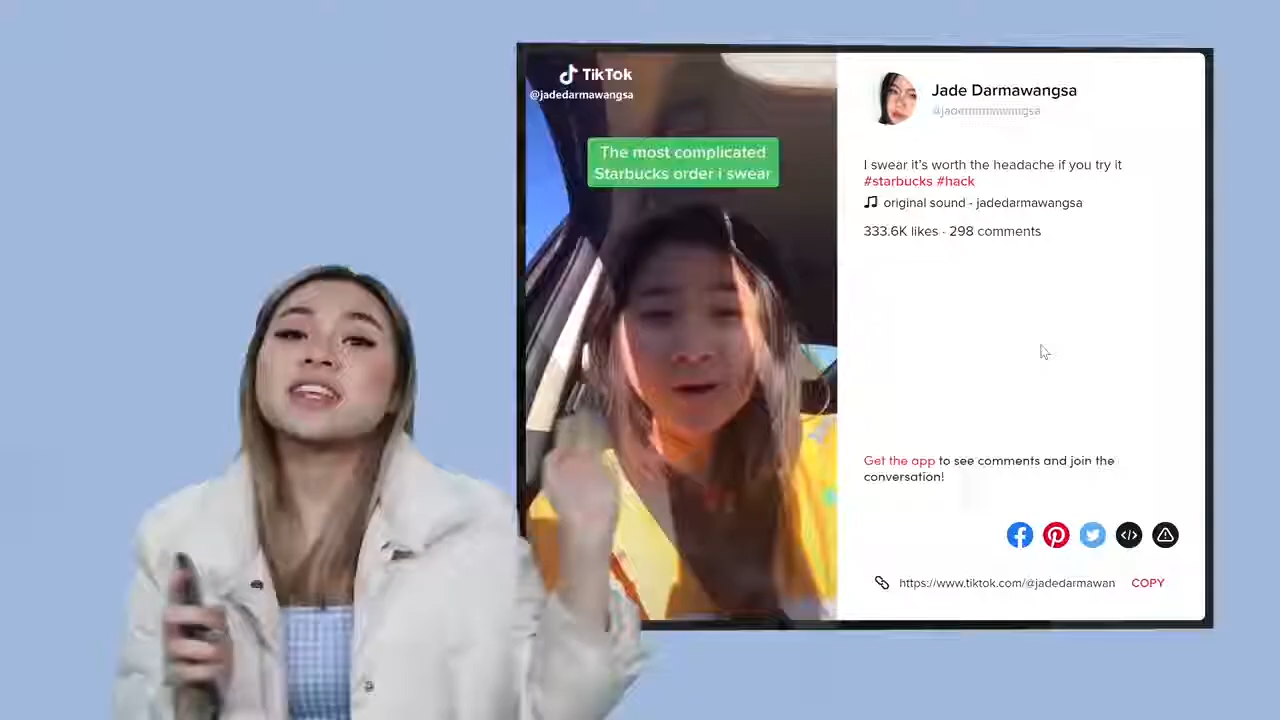 TikTok
@jadedarmawangsa
The most complicated
Starbucks order i swear
Jade Darmawangsa
I swear it's worth the headache if you try it
#starbucks #hack
original sound - jadedarmawangsa
333.6K likes · 298 comments
Get the app to see comments and join the
conversation!
https://www.tiktok.com/@jadedarmawan COPY